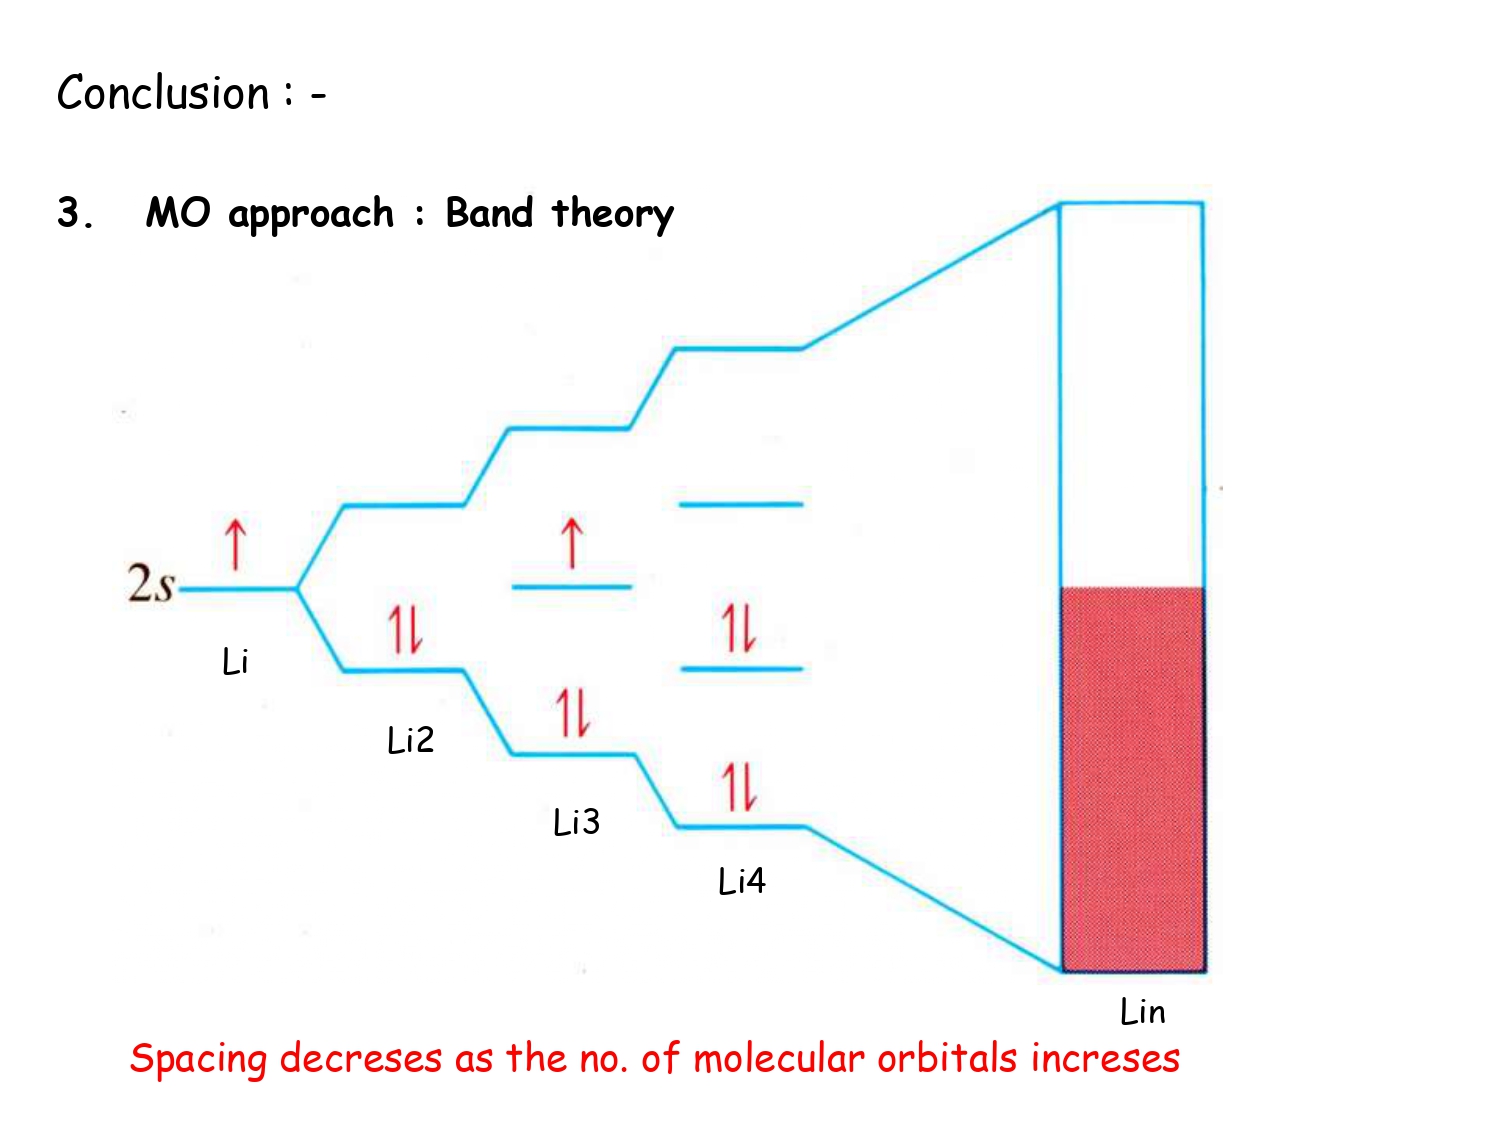 Conclusion : -
3. MO approach : Band theory
2s
Li
Li2
Li3
Li4
Lin
Spacing decreses as the no. of molecular orbitals increses